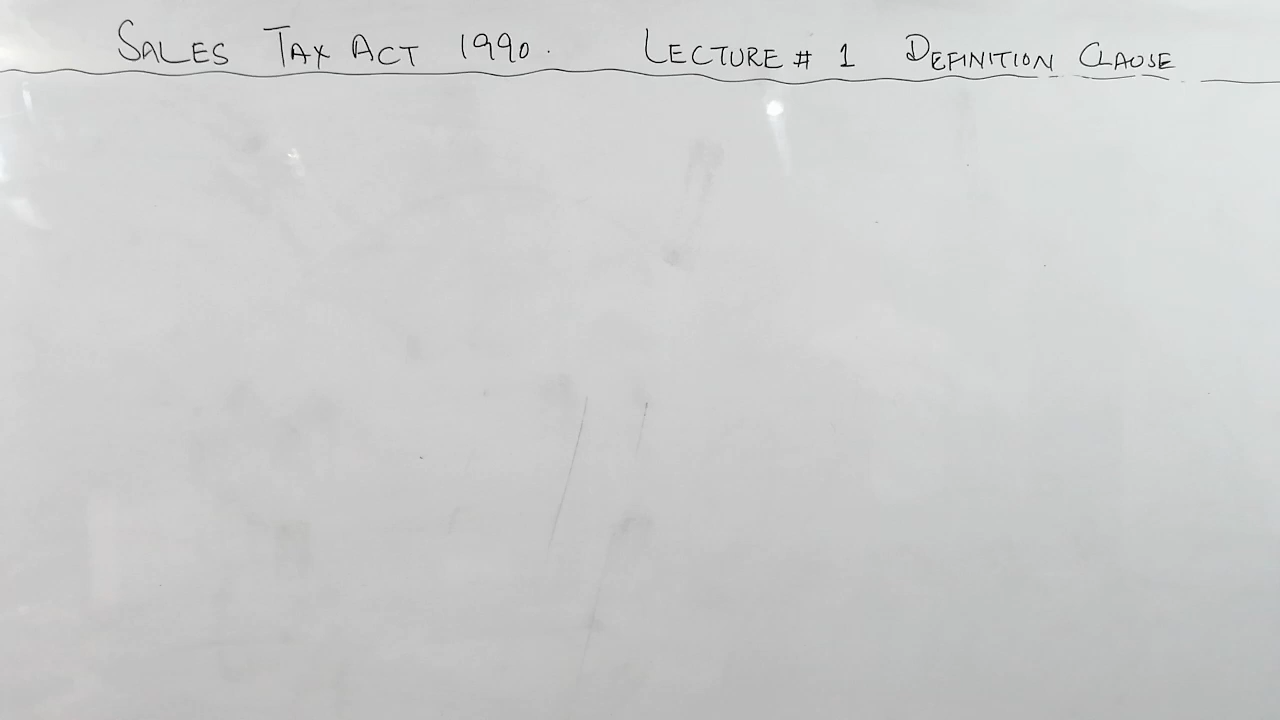 SALES TAX ACT 1990. LECTURE # 1 DEFINITION CLAUSE